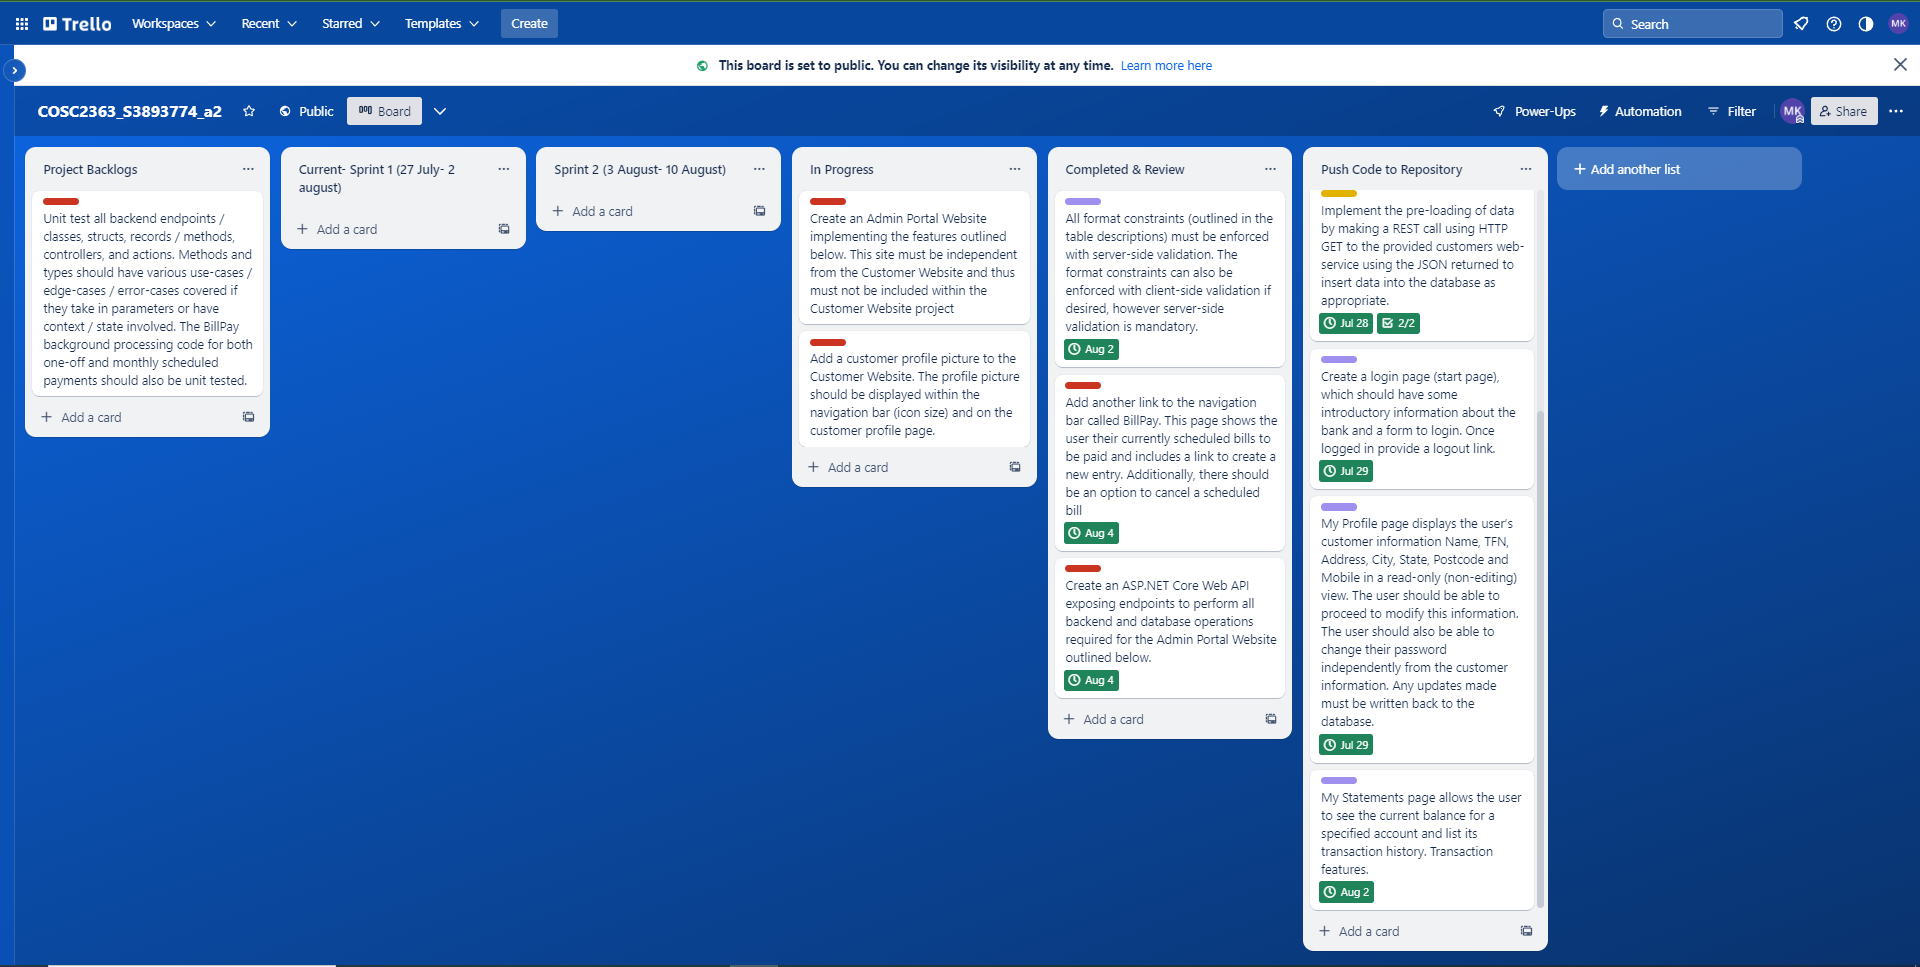 Trello
Workspaces
Recent
Starred
Templates
Create
Search
MK
This board is set to public. You can change its visibility at any time. Learn more here
COSC2363_S3893774_a2
Public
Board
Power-Ups
Automation
Filter
MK
Share
Project Backlogs
Unit test all backend endpoints /
classes, structs, records / methods,
controllers, and actions. Methods and
types should have various use-cases /
edge-cases / error-cases covered if
they take in parameters or have
context / state involved. The BillPay
background processing code for both
one-off and monthly scheduled
payments should also be unit tested.
Add a card
Current- Sprint 1 (27 July- 2
august)
Add a card
Sprint 2 (3 August- 10 August)
Add a card
In Progress
Create an Admin Portal Website
implementing the features outlined
below. This site must be independent
from the Customer Website and thus
must not be included within the
Customer Website project
Add a customer profile picture to the
Customer Website. The profile picture
should be displayed within the
navigation bar (icon size) and on the
customer profile page.
Add a card
Completed & Review
All format constraints (outlined in the
table descriptions) must be enforced
with server-side validation. The
format constraints can also be
enforced with client-side validation if
desired, however server-side
validation is mandatory.
Aug 2
Add another link to the navigation
bar called BillPay. This page shows the
user their currently scheduled bills to
be paid and includes a link to create a
new entry. Additionally, there should
be an option to cancel a scheduled
bill
Aug 4
Create an ASP.NET Core Web API
exposing endpoints to perform all
backend and database operations
required for the Admin Portal Website
outlined below.
Aug 4
Add a card
Push Code to Repository
Implement the pre-loading of data
by making a REST call using HTTP
GET to the provided customers web-
service using the JSON returned to
insert data into the database as
appropriate.
Jul 28
2/2
Create a login page (start page),
which should have some
introductory information about the
bank and a form to login. Once
logged in provide a logout link.
Jul 29
My Profile page displays the user's
customer information Name, TFN,
Address, City, State, Postcode and
Mobile in a read-only (non-editing)
view. The user should be able to
proceed to modify this information.
The user should also be able to
change their password
independently from the customer
information. Any updates made
must be written back to the
database.
Jul 29
My Statements page allows the user
to see the current balance for a
specified account and list its
transaction history. Transaction
features.
Aug 2
Add a card
Add another list